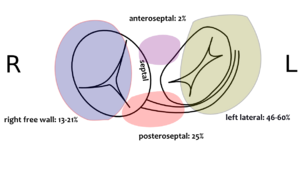 anteroseptal: 2%
R
septal
L
right free wall: 13-21%
left lateral: 46-60%
posteroseptal: 25%